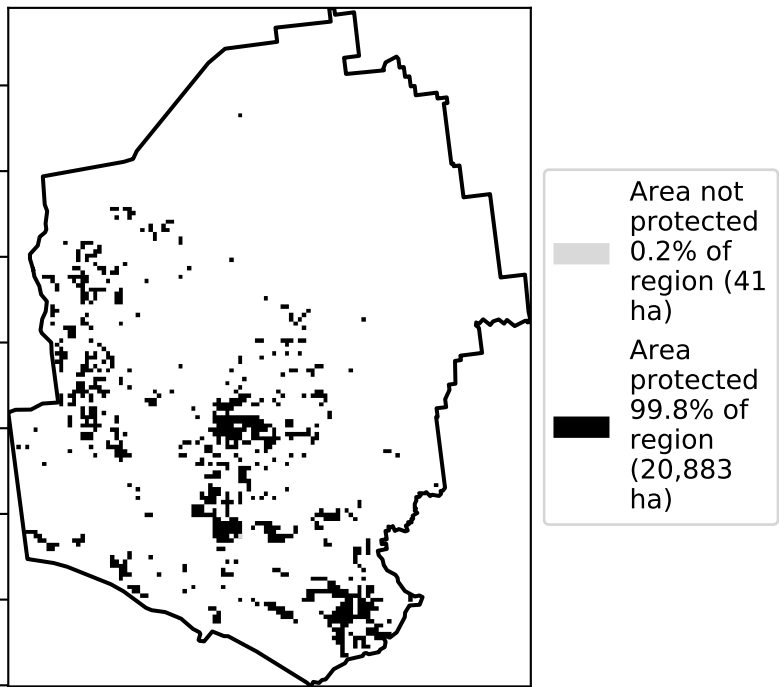 Area not
protected
0.2% of
region (41
ha)
Area
protected
99.8% of
region
(20,883
ha)